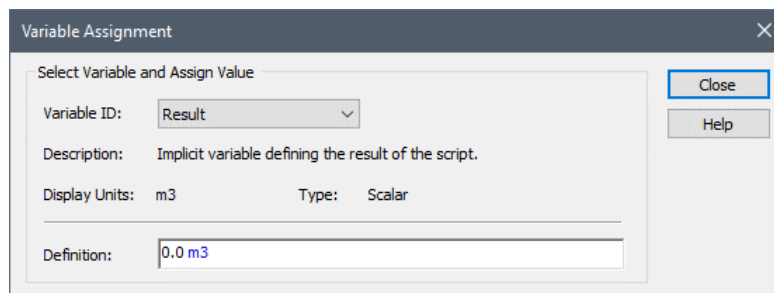 Variable Assignment
Select Variable and Assign Value
Close
Variable ID: Result
Help
Description: Implicit variable defining the result of the script.
Display Units: m3 Type: Scalar
Definition: 0.0 m3